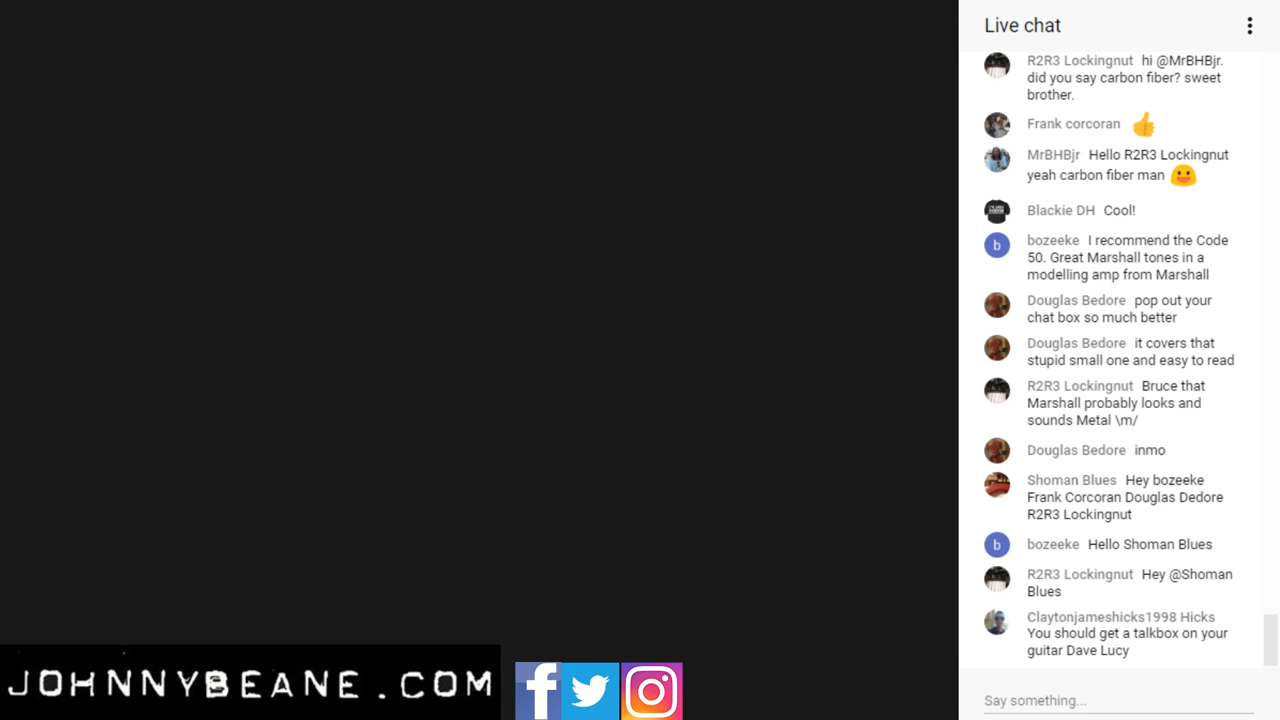 Live chat
R2R3 Lockingnut hi @MrBHBjr.
did you say carbon fiber? sweet
brother.
Frank corcoran 👍
MrBHBjr Hello R2R3 Lockingnut
yeah carbon fiber man 😃
Blackie DH Cool!
b
bozeeke I recommend the Code
50. Great Marshall tones in a
modelling amp from Marshall
Douglas Bedore pop out your
chat box so much better
Douglas Bedore it covers that
stupid small one and easy to read
R2R3 Lockingnut Bruce that
Marshall probably looks and
sounds Metal \m/
Douglas Bedore inmo
Shoman Blues Hey bozeeke
Frank Corcoran Douglas Dedore
R2R3 Lockingnut
b
bozeeke Hello Shoman Blues
R2R3 Lockingnut Hey @Shoman
Blues
Claytonjameshicks1998 Hicks
You should get a talkbox on your
guitar Dave Lucy
Say something...
JOHNNYBEANE.COM